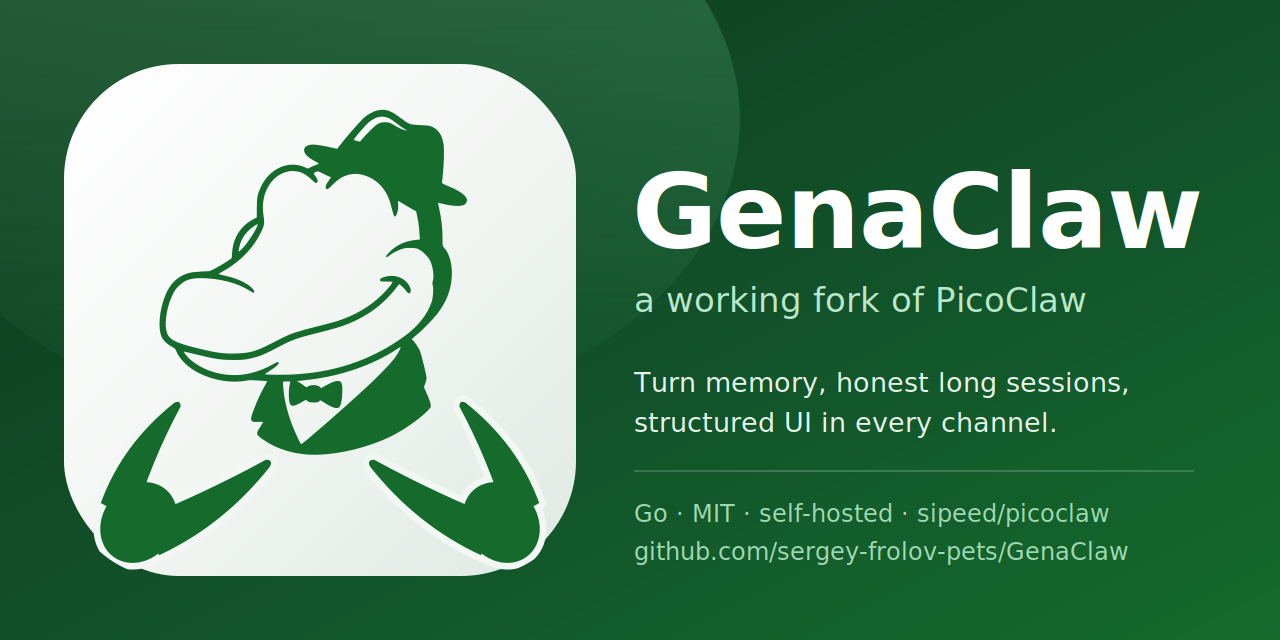 GenaClaw
a working fork of PicoClaw
Turn memory, honest long sessions,
structured UI in every channel.
Go · MIT · self-hosted · sipeed/picoclaw
github.com/sergey-frolov-pets/GenaClaw